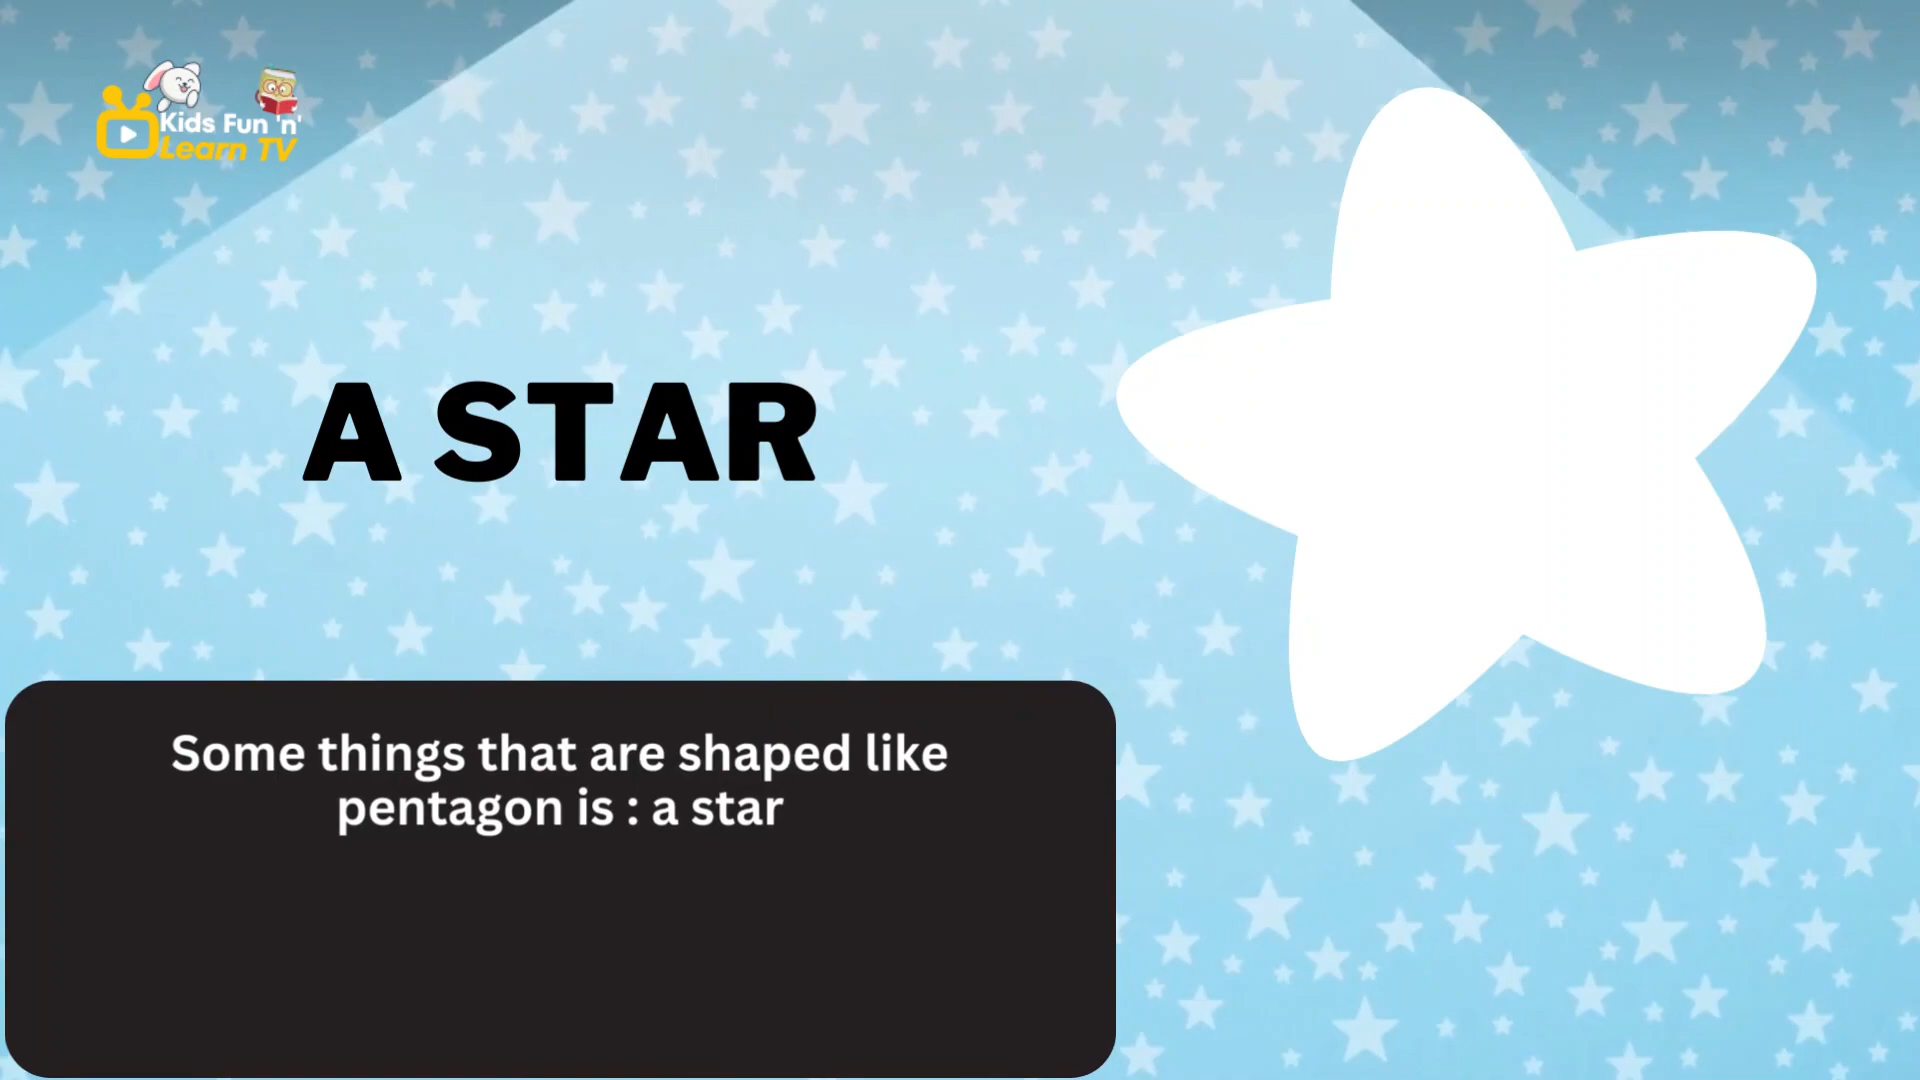 Kids Fun 'n'
Learn TV
A STAR
Some things that are shaped like
pentagon is : a star